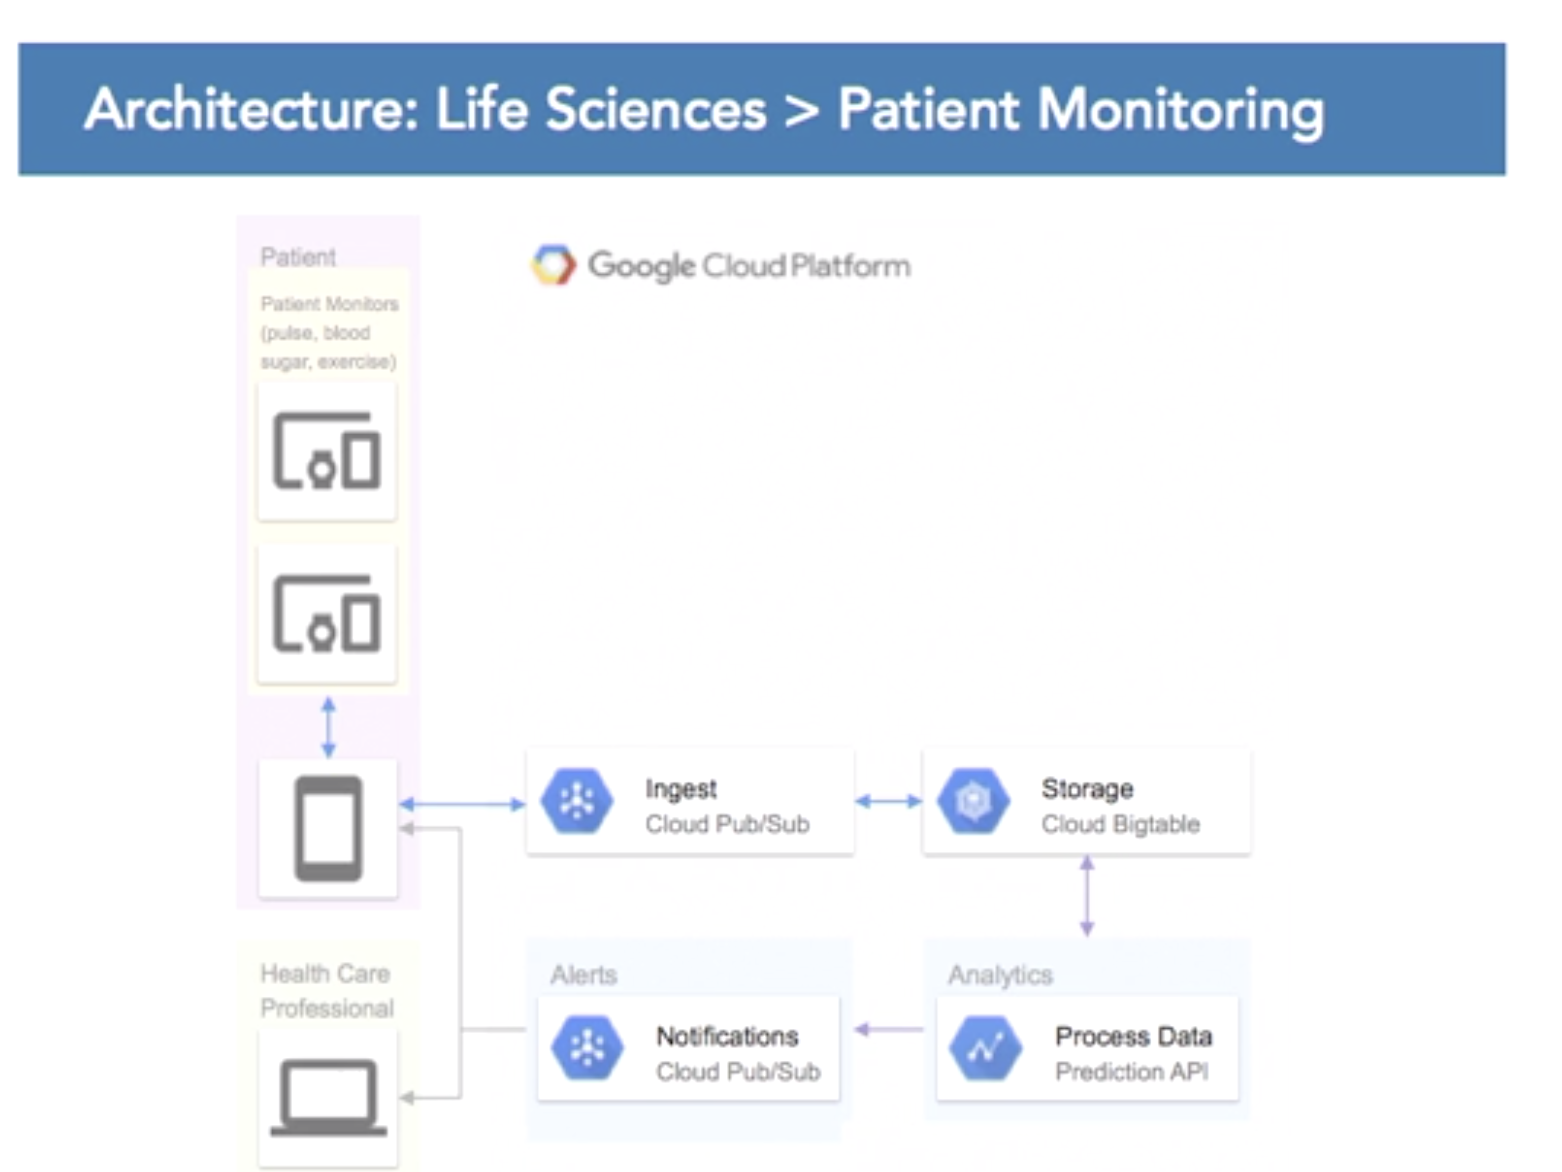 Architecture: Life Sciences > Patient Monitoring
Patient
Patient Monitors
(pulse, blood
sugar, exercise)
Google Cloud Platform
Ingest
Cloud Pub/Sub
Storage
Cloud Bigtable
Health Care
Professional
Alerts
Notifications
Cloud Pub/Sub
Analytics
Process Data
Prediction API